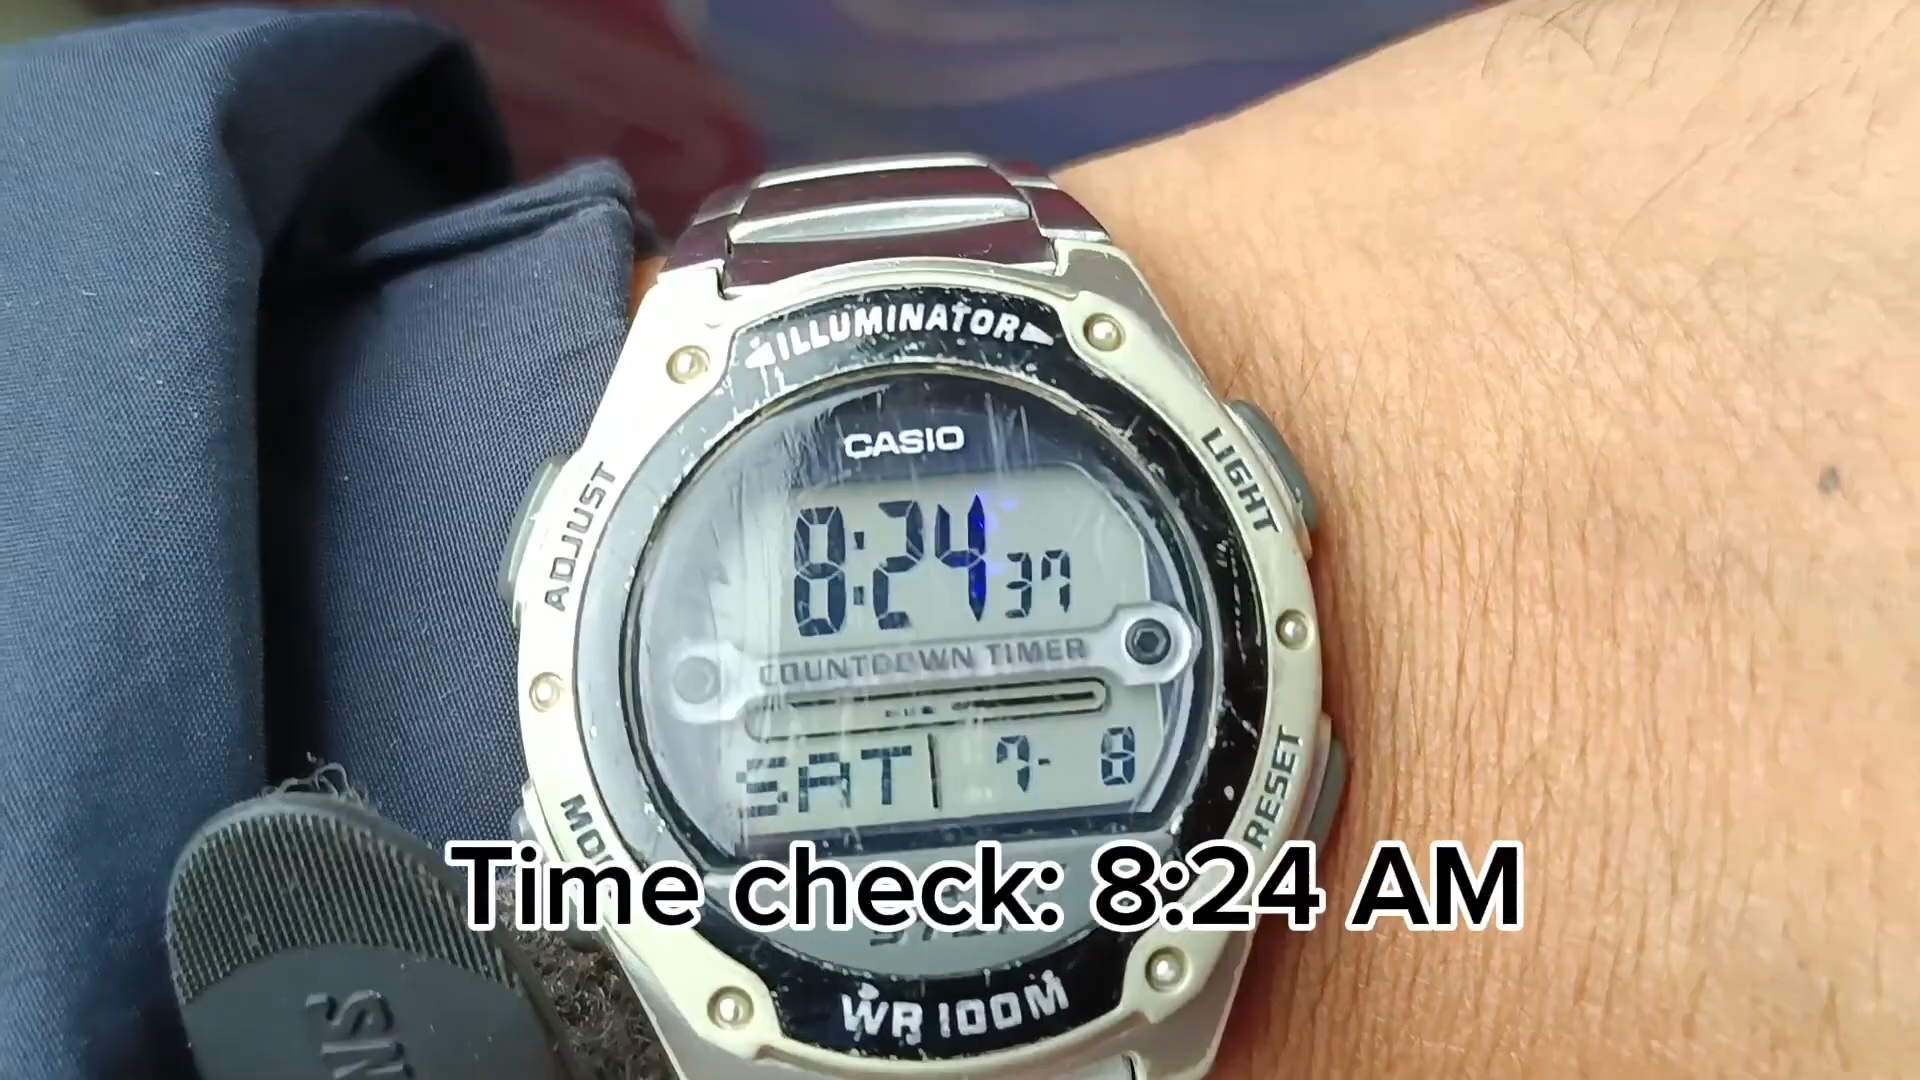 ILLUMINATOR
CASIO
LIGHT
ADJUST
8:24 37
COUNTDOWN TIMER
SAT 7- 8
RESET
Time check: 8:24 AM
WR 100M